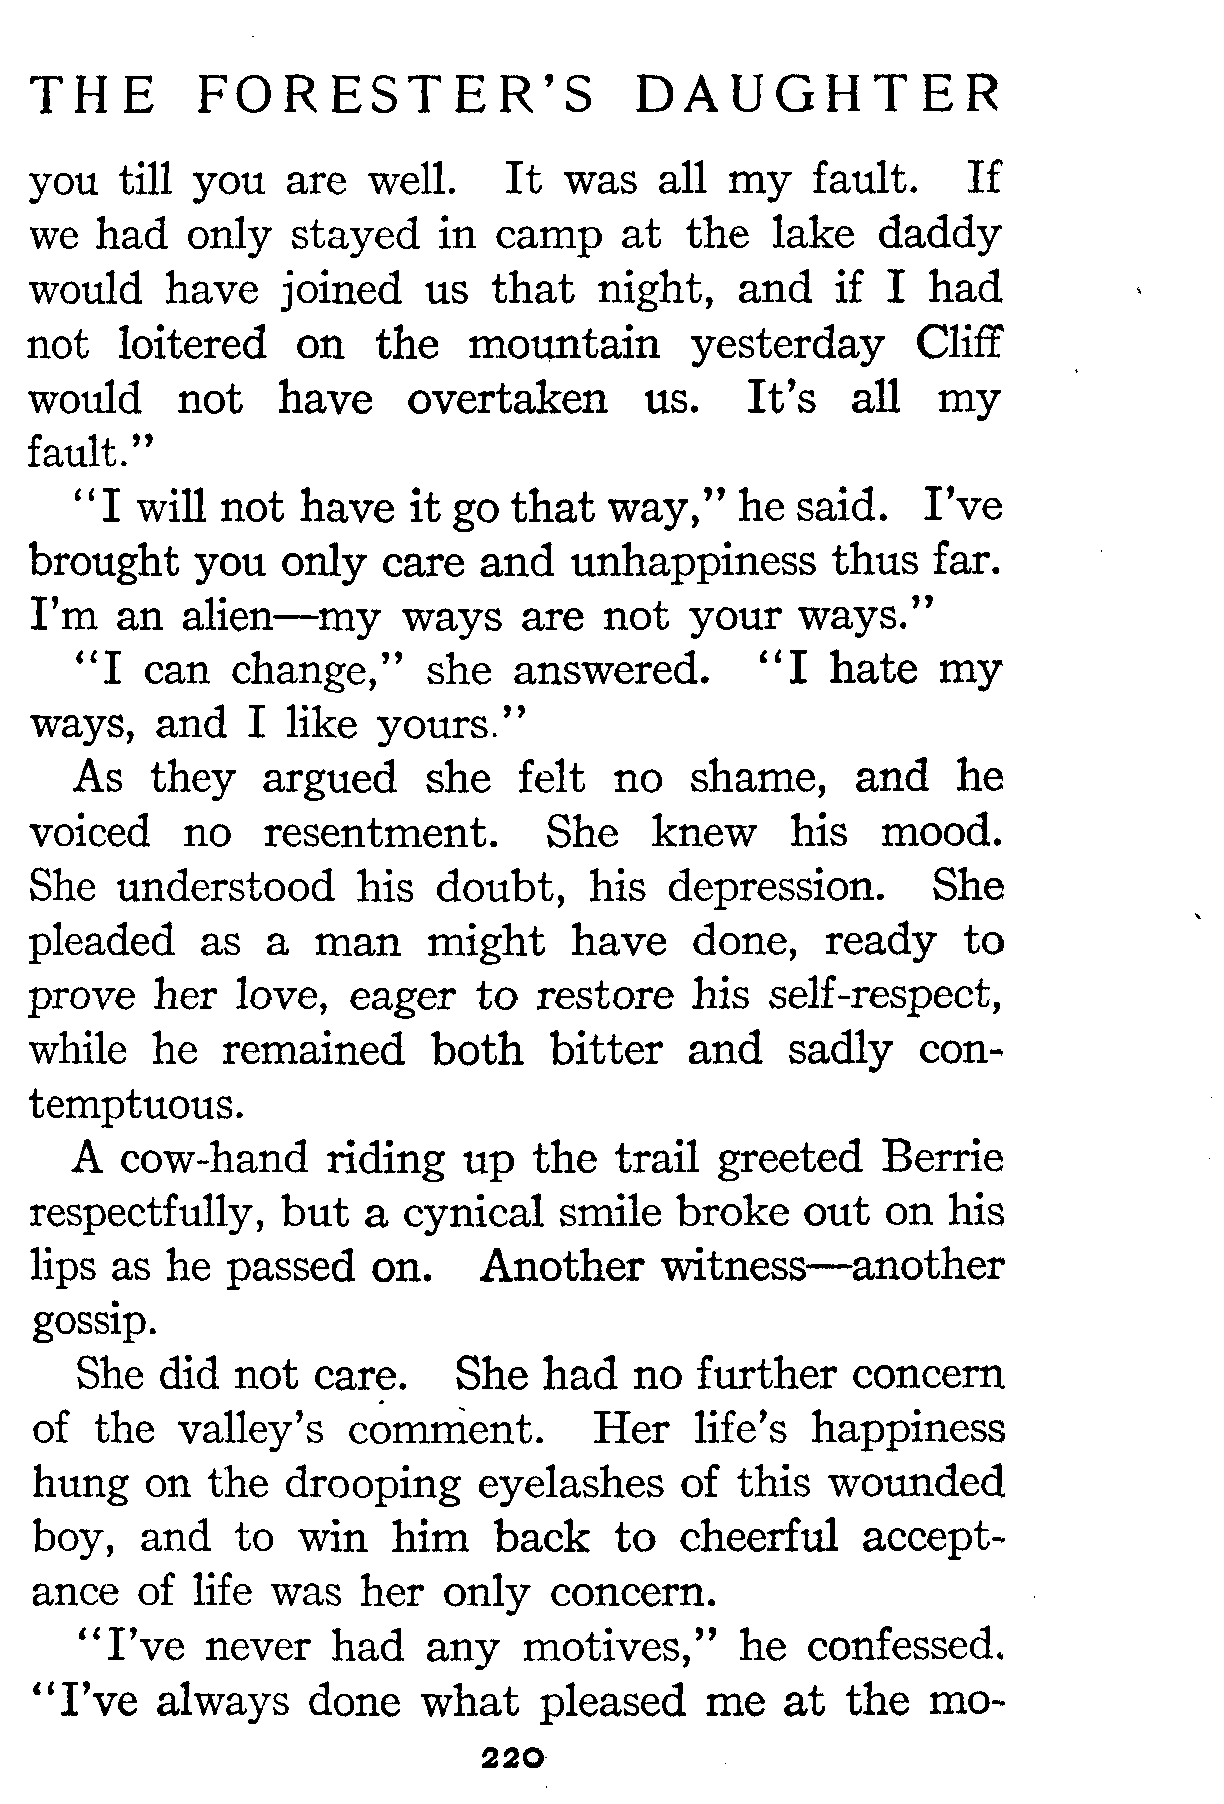 THE FORESTER'S DAUGHTER
you till you are well. It was all my fault. If
we had only stayed in camp at the lake daddy
would have joined us that night, and if I had
not loitered on the mountain yesterday Cliff
would not have overtaken us. It's all my
fault."
"I will not have it go that way," he said. I've
brought you only care and unhappiness thus far.
I'm an alien—my ways are not your ways."
"I can change," she answered. "I hate my
ways, and I like yours."
As they argued she felt no shame, and he
voiced no resentment. She knew his mood.
She understood his doubt, his depression. She
pleaded as a man might have done, ready to
prove her love, eager to restore his self-respect,
while he remained both bitter and sadly con-
temptuous.
A cow-hand riding up the trail greeted Berrie
respectfully, but a cynical smile broke out on his
lips as he passed on. Another witness—another
gossip.
She did not care. She had no further concern
of the valley's comment. Her life's happiness
hung on the drooping eyelashes of this wounded
boy, and to win him back to cheerful accept-
ance of life was her only concern.
"I've never had any motives," he confessed.
"I've always done what pleased me at the mo-
220